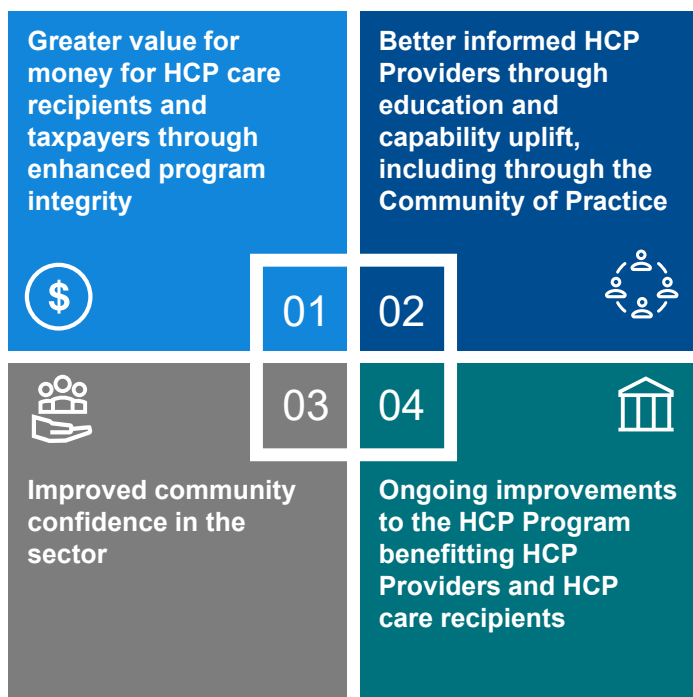 Greater value for
money for HCP care
recipients and
taxpayers through
enhanced program
integrity
$
01
Better informed HCP
Providers through
education and
capability uplift,
including through the
Community of Practice
02
03
Improved community
confidence in the
sector
04
Ongoing improvements
to the HCP Program
benefitting HCP
Providers and HCP
care recipients